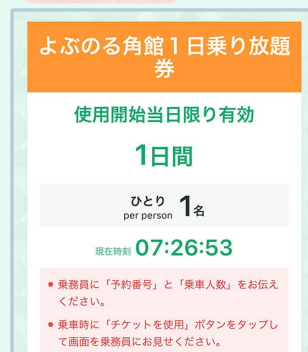 よぶのる角館1日乗り放題
券
使用開始当日限り有効
1日間
ひとり
per person 1名
現在時刻 07:26:53
• 乗務員に「予約番号」と「乗車人数」をお伝え
ください。
• 乗車時に「チケットを使用」ボタンをタップし
て画面を乗務員にお見せください。